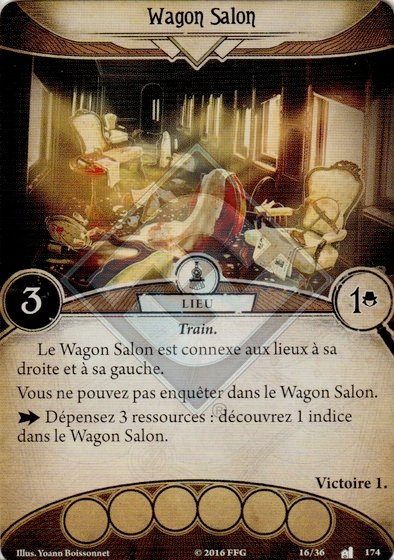 Wagon Salon
3
LIEU
1
Train.
Le Wagon Salon est connexe aux lieux à sa
droite et à sa gauche.
Vous ne pouvez pas enquêter dans le Wagon Salon.
Dépensez 3 ressources : découvrez 1 indice
dans le Wagon Salon.
®
Victoire 1.
Illus. Yoann Boissonnet © 2016 FFG 16/36 174